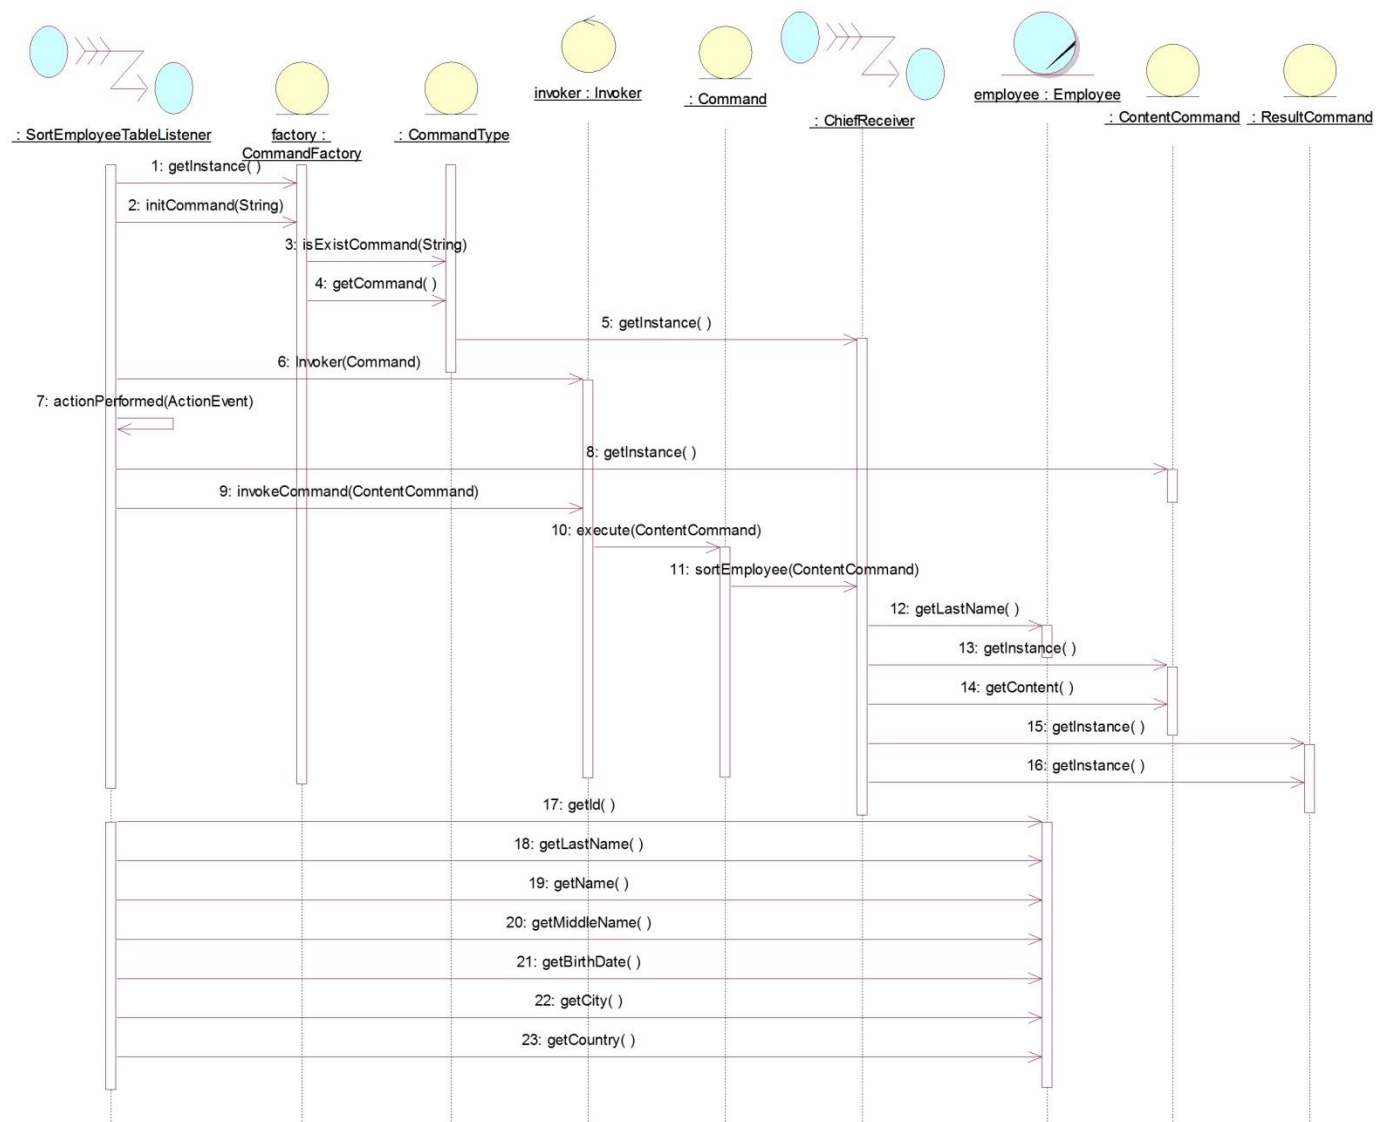 invoker : Invoker
: Command
employee : Employee
: ChiefReceiver
: ContentCommand
: ResultCommand
: SortEmployeeTableListener
factory :
CommandFactory
: CommandType
1: getInstance( )
2: initCommand(String)
3: isExistCommand(String)
4: getCommand( )
5: getInstance( )
6: Invoker(Command)
7: actionPerformed(ActionEvent)
8: getInstance( )
9: invokeCommand(ContentCommand)
10: execute(ContentCommand)
11: sortEmployee(ContentCommand)
12: getLastName( )
13: getInstance( )
14: getContent( )
15: getInstance( )
16: getInstance( )
17: getId( )
18: getLastName( )
19: getName( )
20: getMiddleName( )
21: getBirthDate( )
22: getCity( )
23: getCountry( )